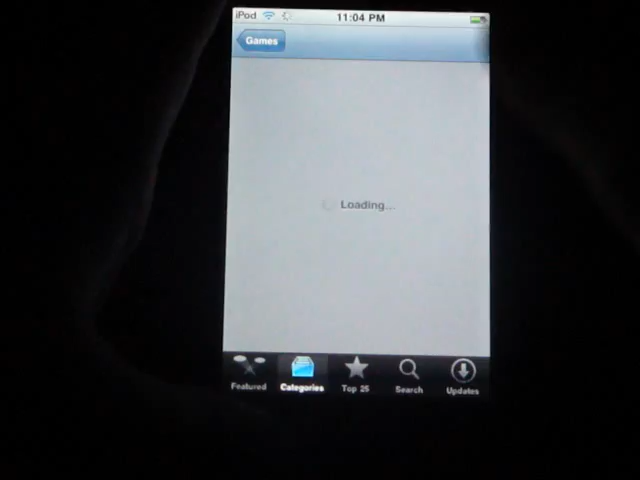 iPod 11:04 PM
Games
Loading...
Featured Categories Top 25 Search Updates